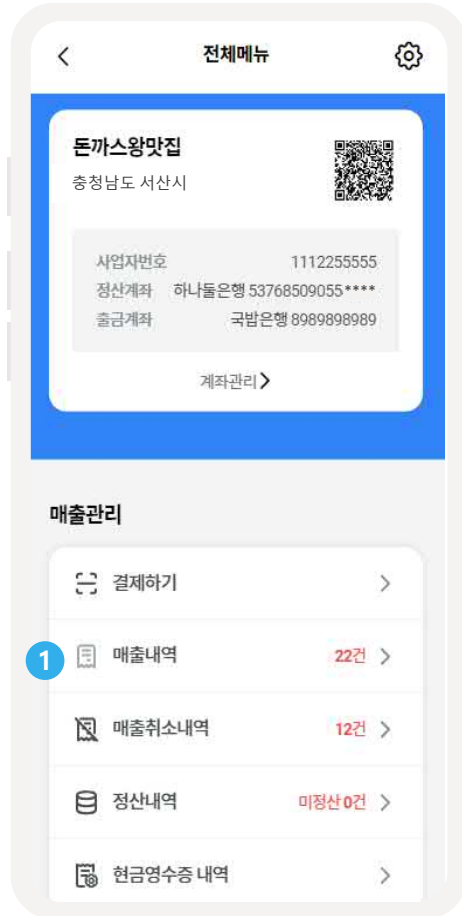 전체메뉴
돈까스왕맛집
충청남도 서산시
사업자번호 1112255555
정산계좌 하나둘은행 53768509055****
출금계좌 국밥은행 8989898989
계좌관리
매출관리
결제하기
1 매출내역 22건
매출취소내역 12건
정산내역 미정산 0건
현금영수증 내역